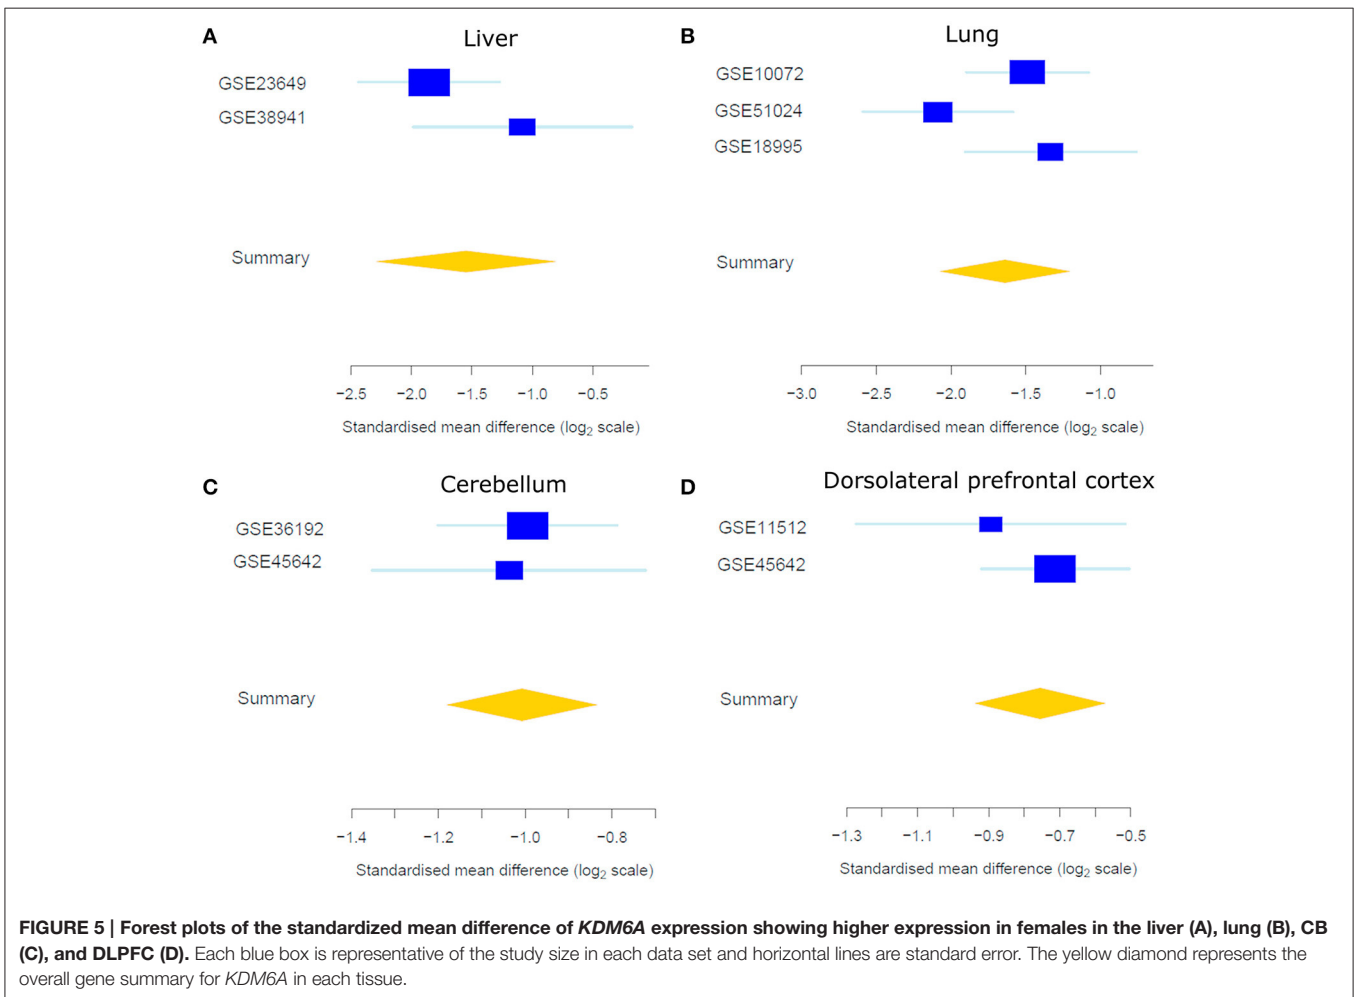 A
Liver
GSE23649
GSE38941
Summary
−2.5 −2.0 −1.5 −1.0 −0.5
Standardised mean difference (log2 scale)
B
Lung
GSE10072
GSE51024
GSE18995
Summary
−3.0 −2.5 −2.0 −1.5 −1.0
Standardised mean difference (log2 scale)
C
Cerebellum
GSE36192
GSE45642
Summary
−1.4 −1.2 −1.0 −0.8
Standardised mean difference (log2 scale)
D
Dorsolateral prefrontal cortex
GSE11512
GSE45642
Summary
−1.3 −1.1 −0.9 −0.7 −0.5
Standardised mean difference (log2 scale)
FIGURE 5 | Forest plots of the standardized mean difference of KDM6A expression showing higher expression in females in the liver (A), lung (B), CB
(C), and DLPFC (D). Each blue box is representative of the study size in each data set and horizontal lines are standard error. The yellow diamond represents the
overall gene summary for KDM6A in each tissue.